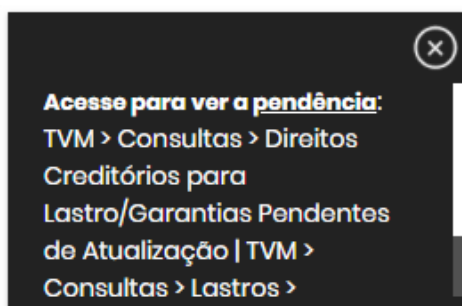 Acesse para ver a pendência:
TVM > Consultas > Direitos
Creditórios para
Lastro/Garantias Pendentes
de Atualização | TVM >
Consultas > Lastros >